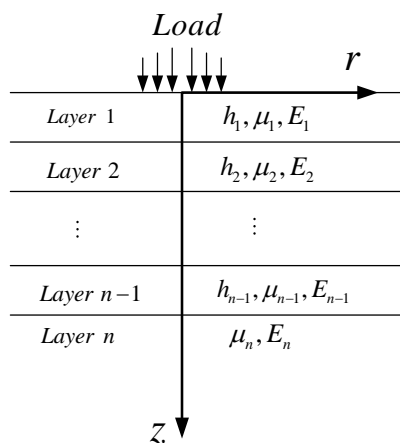 Load
r
Layer 1 h₁, μ₁, E₁
Layer 2 h₂, μ₂, E₂
⋮ ⋮
Layer n−1 hₙ₋₁, μₙ₋₁, Eₙ₋₁
Layer n μₙ, Eₙ
z